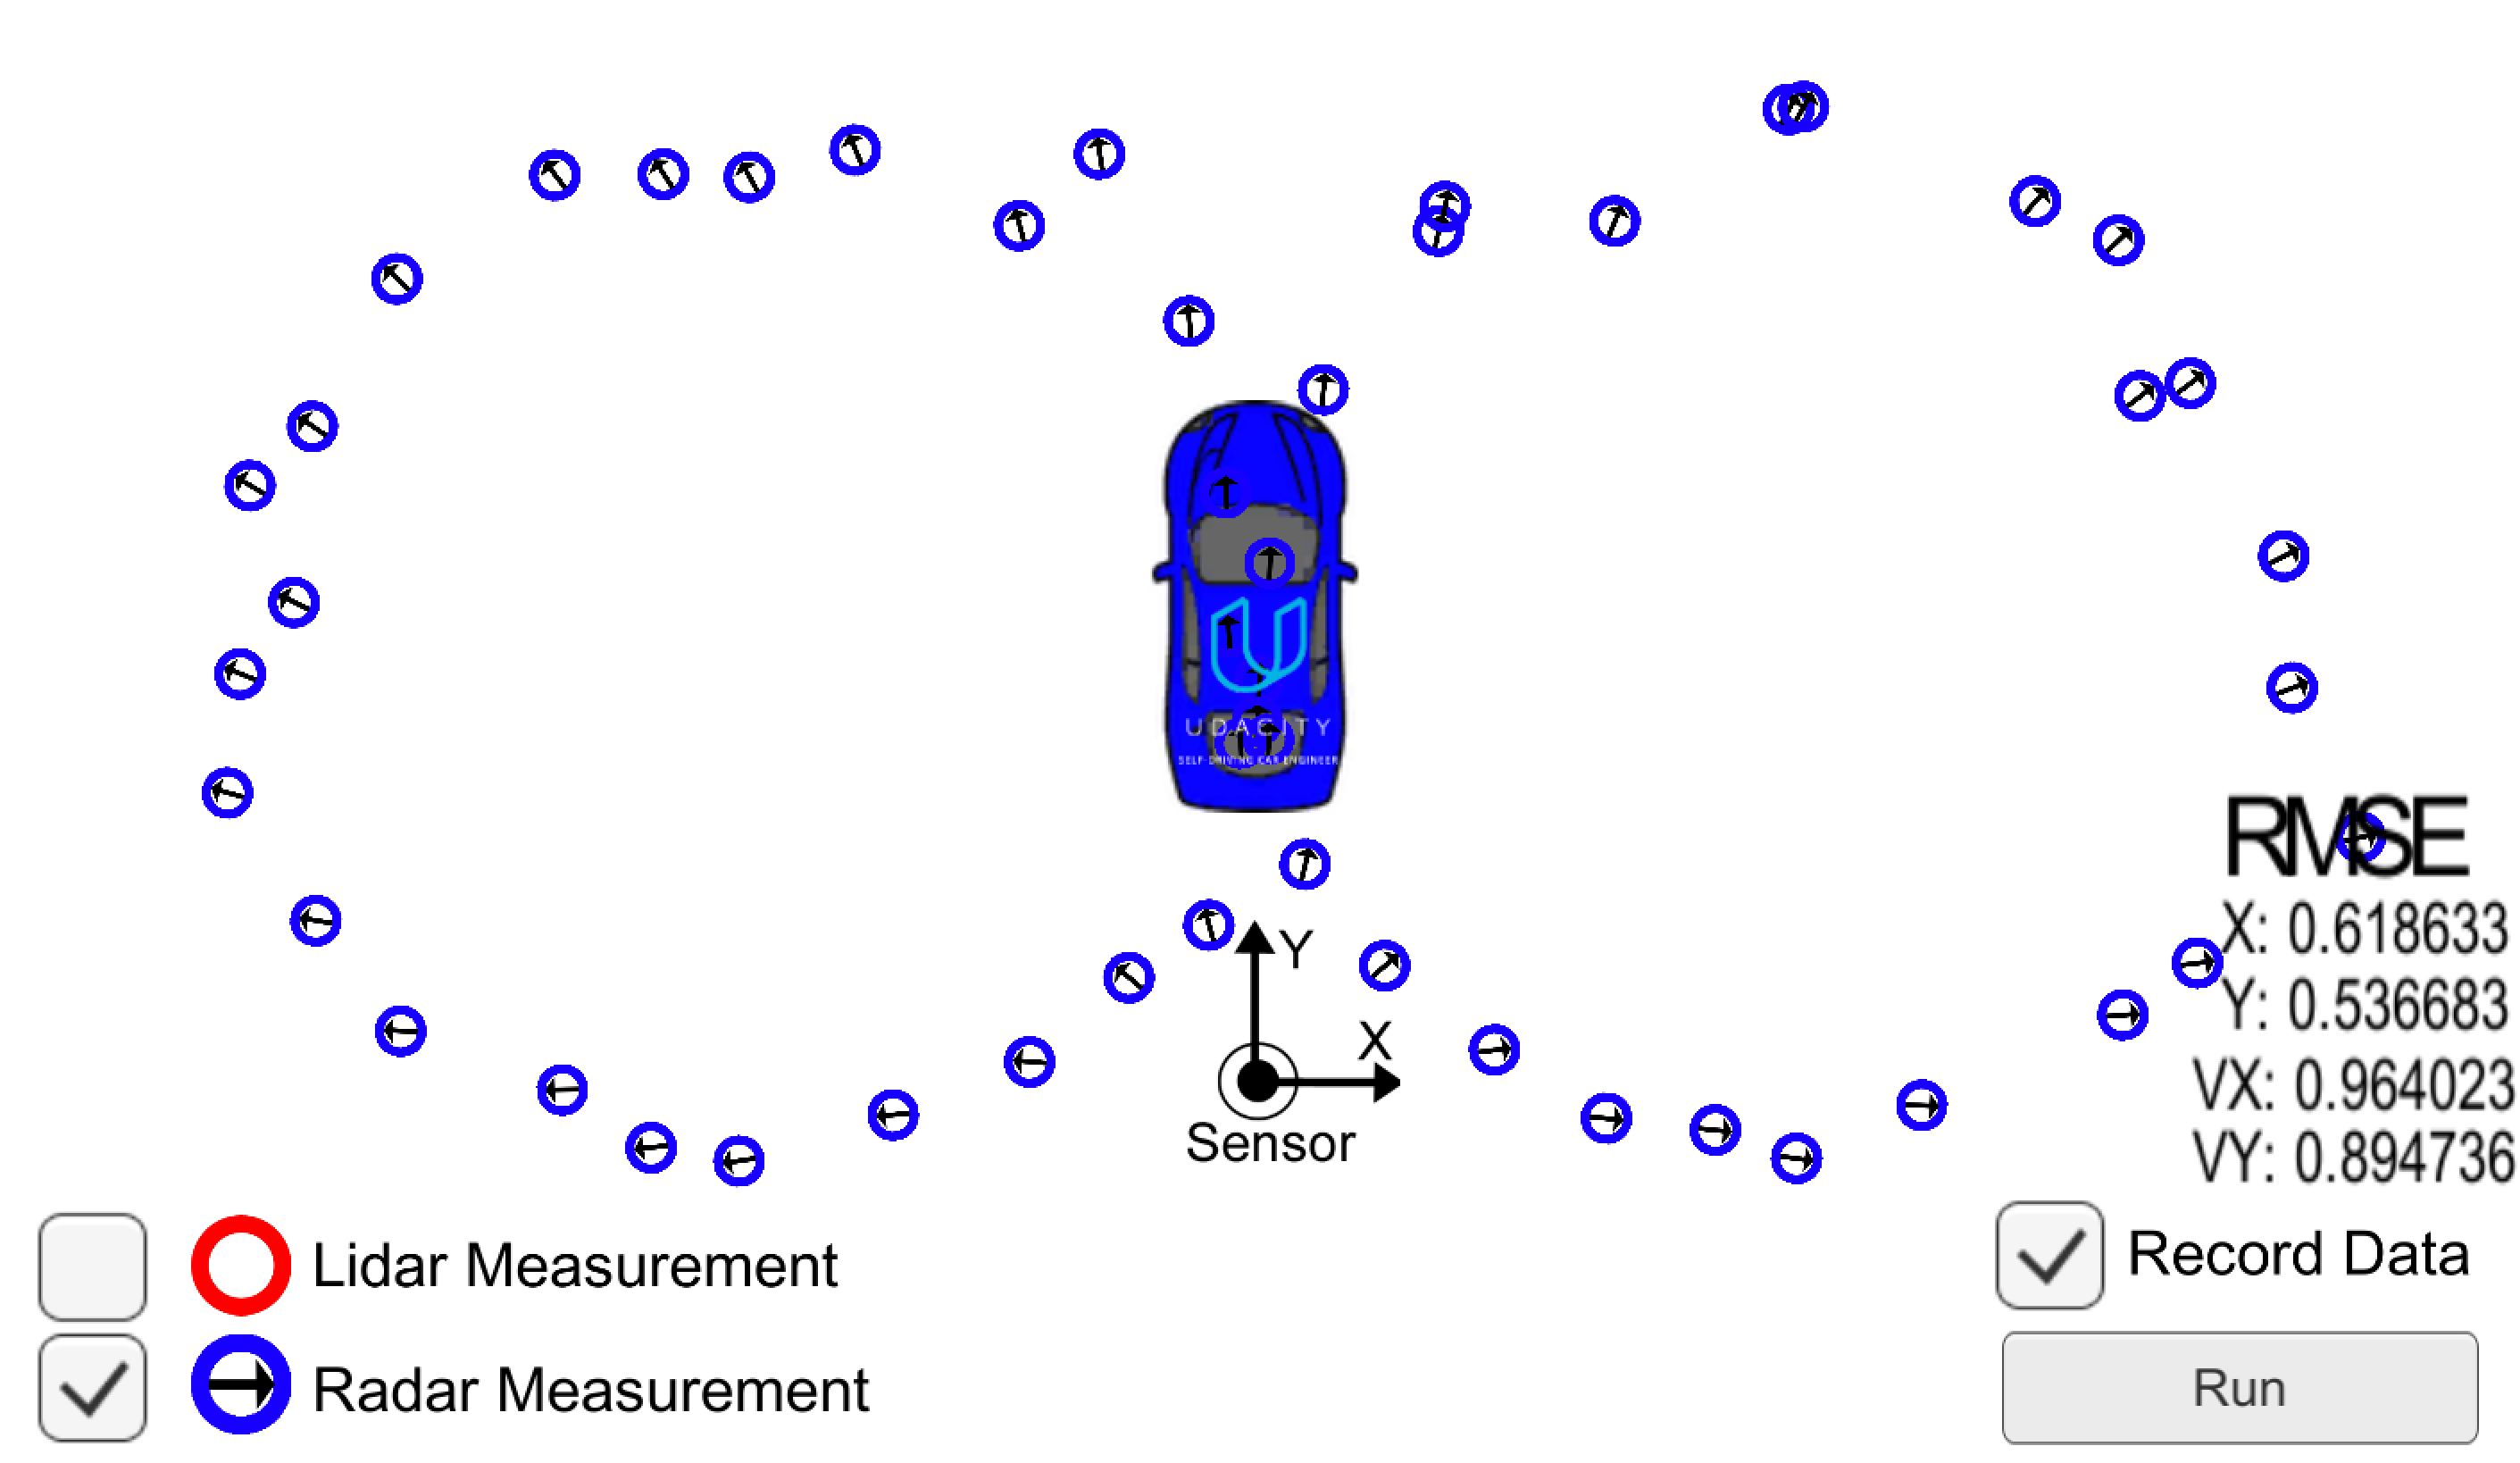 UDACITY
SELF-DRIVING CAR ENGINEER
Y
X
Sensor
RMSE
X: 0.618633
Y: 0.536683
VX: 0.964023
VY: 0.894736
Lidar Measurement
Radar Measurement
Record Data
Run